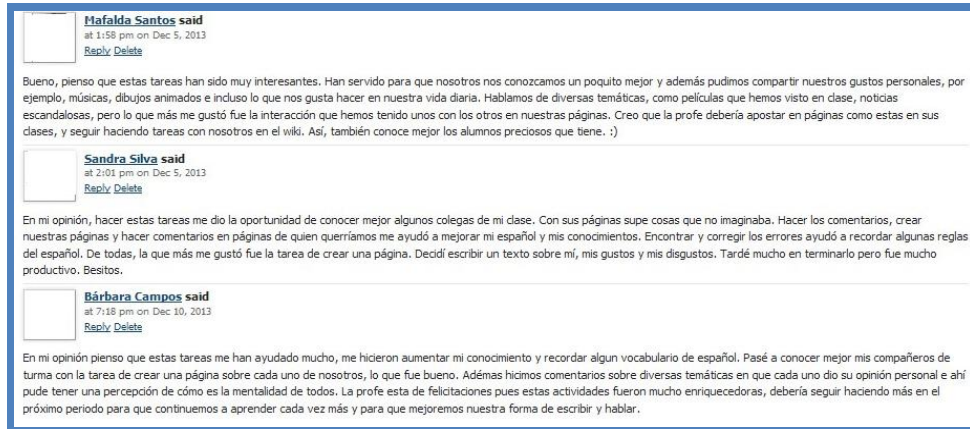 Mafalda Santos said
at 1:58 pm on Dec 5, 2013
Reply Delete
Bueno, pienso que estas tareas han sido muy interesantes. Han servido para que nosotros nos conozcamos un poquito mejor y además pudimos compartir nuestros gustos personales, por
ejemplo, músicas, dibujos animados e incluso lo que nos gusta hacer en nuestra vida diaria. Hablamos de diversas temáticas, como películas que hemos visto en clase, noticias
escandalosas, pero lo que más me gustó fue la interacción que hemos tenido unos con los otros en nuestras páginas. Creo que la profe debería apostar en páginas como estas en sus
clases, y seguir haciendo tareas con nosotros en el wiki. Así, también conoce mejor los alumnos preciosos que tiene. :)
Sandra Silva said
at 2:01 pm on Dec 5, 2013
Reply Delete
En mi opinión, hacer estas tareas me dio la oportunidad de conocer mejor algunos colegas de mi clase. Con sus páginas supe cosas que no imaginaba. Hacer los comentarios, crear
nuestras páginas y hacer comentarios en páginas de quien querríamos me ayudó a mejorar mi español y mis conocimientos. Encontrar y corregir los errores ayudó a recordar algunas reglas
del español. De todas, la que más me gustó fue la tarea de crear una página. Decidí escribir un texto sobre mí, mis gustos y mis disgustos. Tardé mucho en terminarlo pero fue mucho
productivo. Besitos.
Bárbara Campos said
at 7:18 pm on Dec 10, 2013
Reply Delete
En mi opinión pienso que estas tareas me han ayudado mucho, me hicieron aumentar mi conocimiento y recordar algun vocabulario de español. Pasé a conocer mejor mis compañeros de
turma con la tarea de crear una página sobre cada uno de nosotros, lo que fue bueno. Adémas hicimos comentarios sobre diversas temáticas en que cada uno dio su opinión personal e ahí
pude tener una percepción de cómo es la mentalidad de todos. La profe esta de felicitaciones pues estas actividades fueron mucho enriquecedoras, debería seguir haciendo más en el
próximo periodo para que continuemos a aprender cada vez más y para que mejoremos nuestra forma de escribir y hablar.